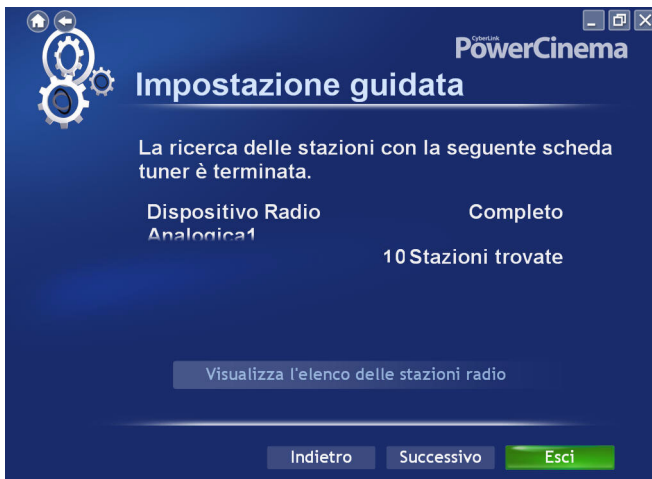 CyberLink
PowerCinema
Impostazione guidata
La ricerca delle stazioni con la seguente scheda
tuner è terminata.
Dispositivo Radio Completo
Analogica1
10 Stazioni trovate
Visualizza l'elenco delle stazioni radio
Indietro Successivo Esci